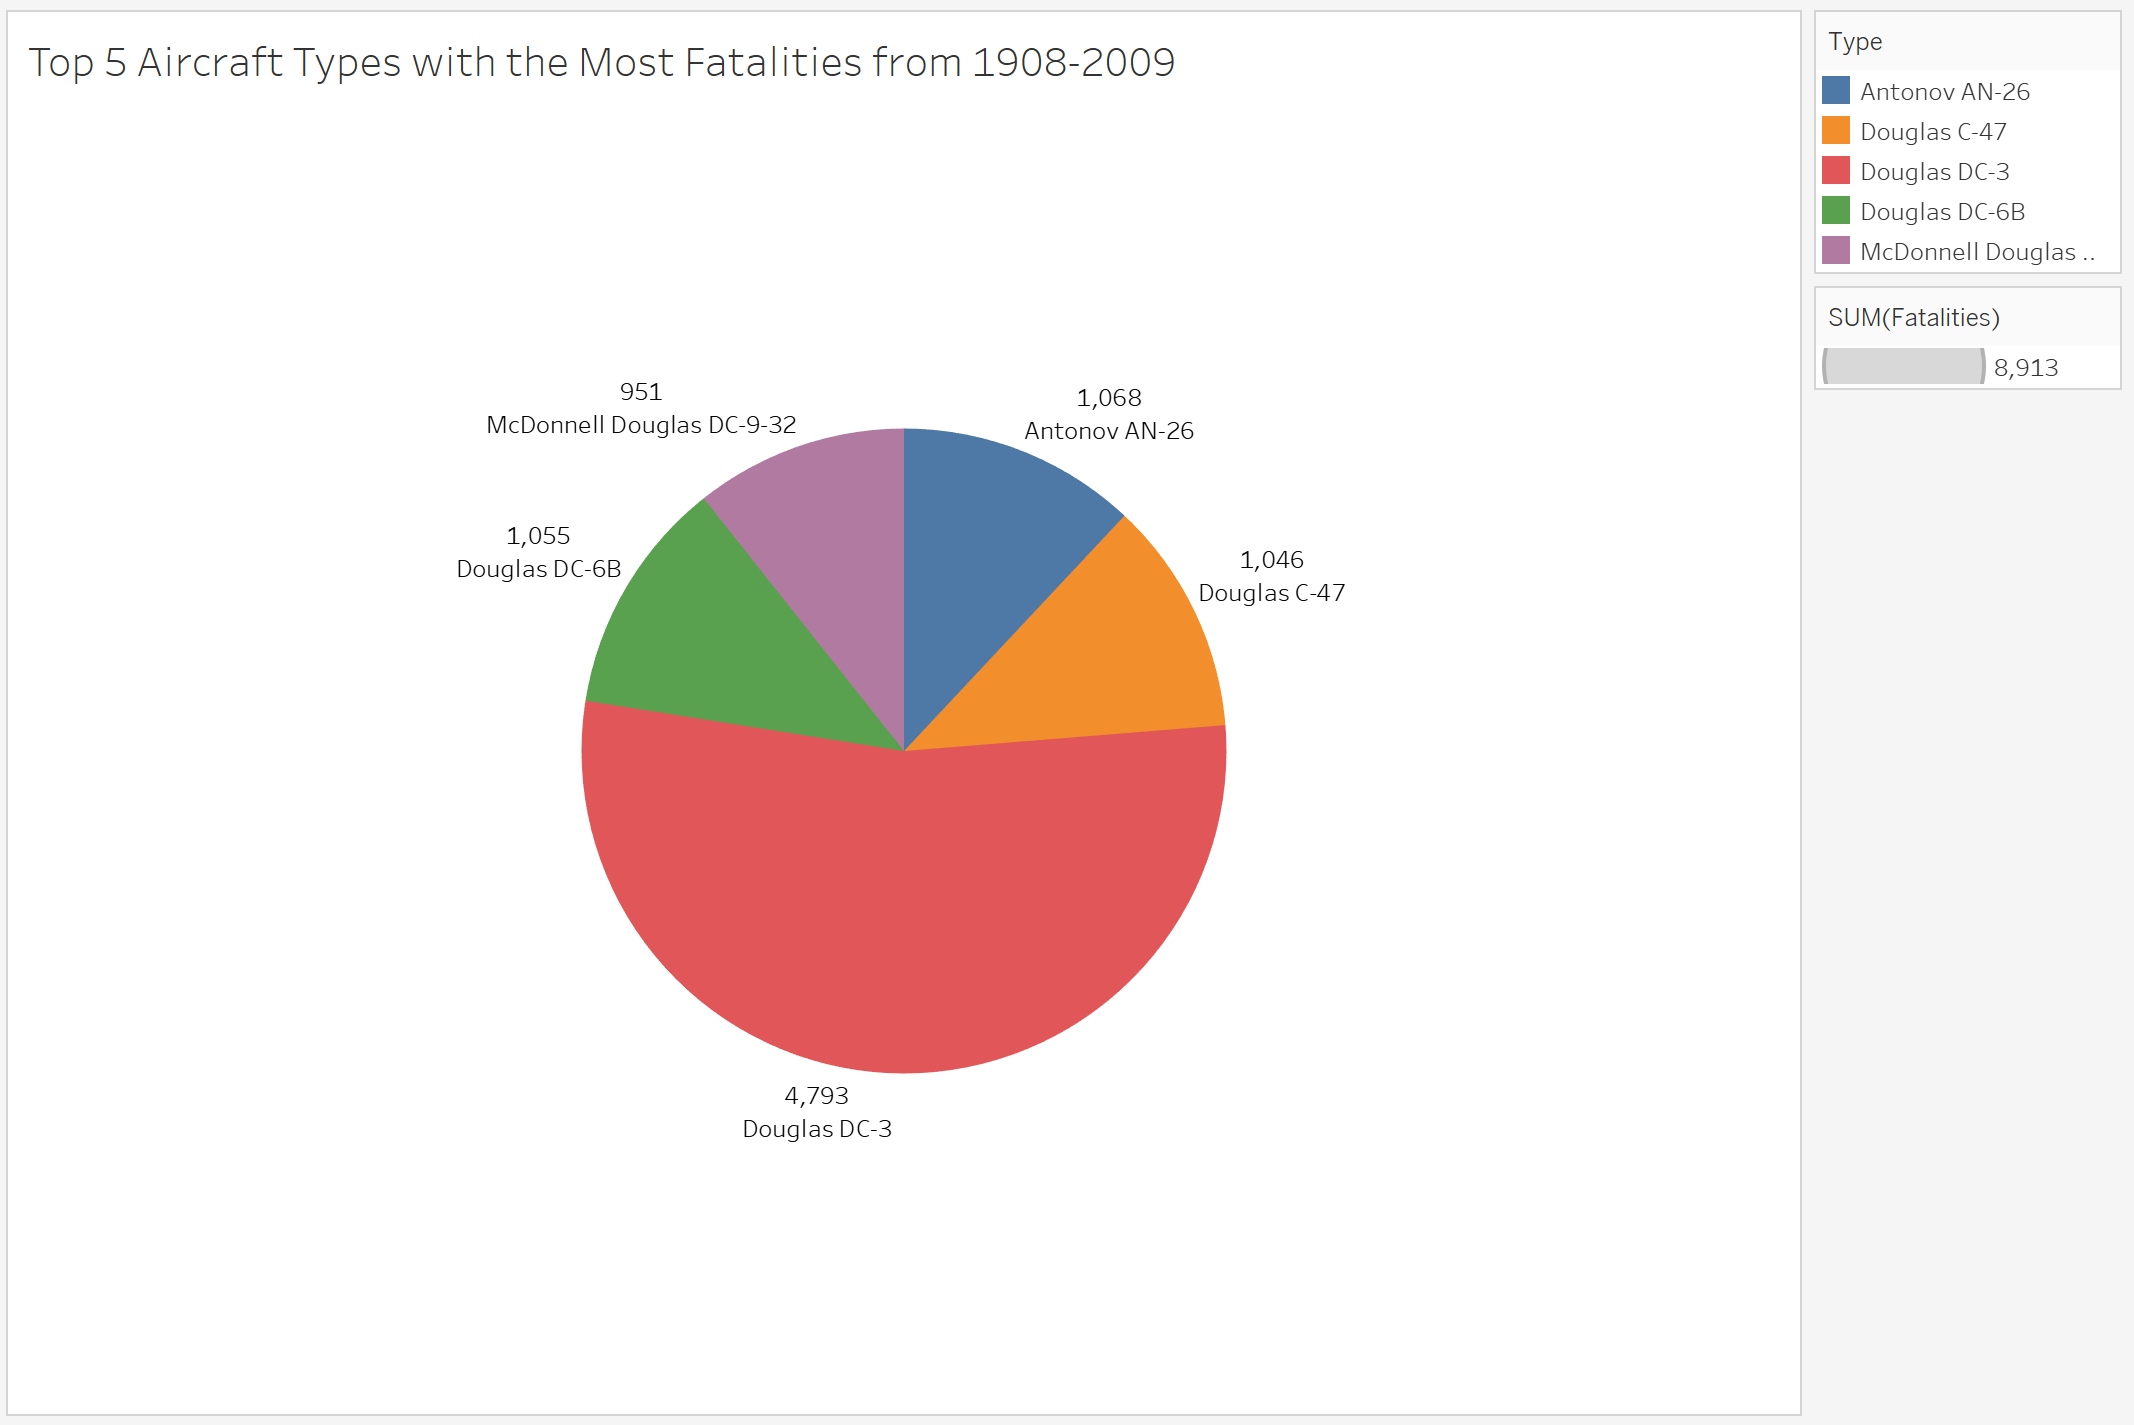 Top 5 Aircraft Types with the Most Fatalities from 1908-2009
951
McDonnell Douglas DC-9-32
1,068
Antonov AN-26
1,055
Douglas DC-6B
1,046
Douglas C-47
4,793
Douglas DC-3
Type
Antonov AN-26
Douglas C-47
Douglas DC-3
Douglas DC-6B
McDonnell Douglas ..
SUM(Fatalities)
8,913